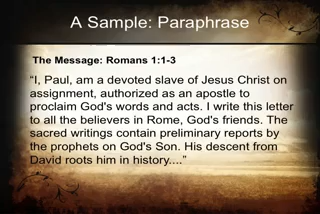 A Sample: Paraphrase
The Message: Romans 1:1-3
“I, Paul, am a devoted slave of Jesus Christ on
assignment, authorized as an apostle to
proclaim God's words and acts. I write this letter
to all the believers in Rome, God's friends. The
sacred writings contain preliminary reports by
the prophets on God's Son. His descent from
David roots him in history....”